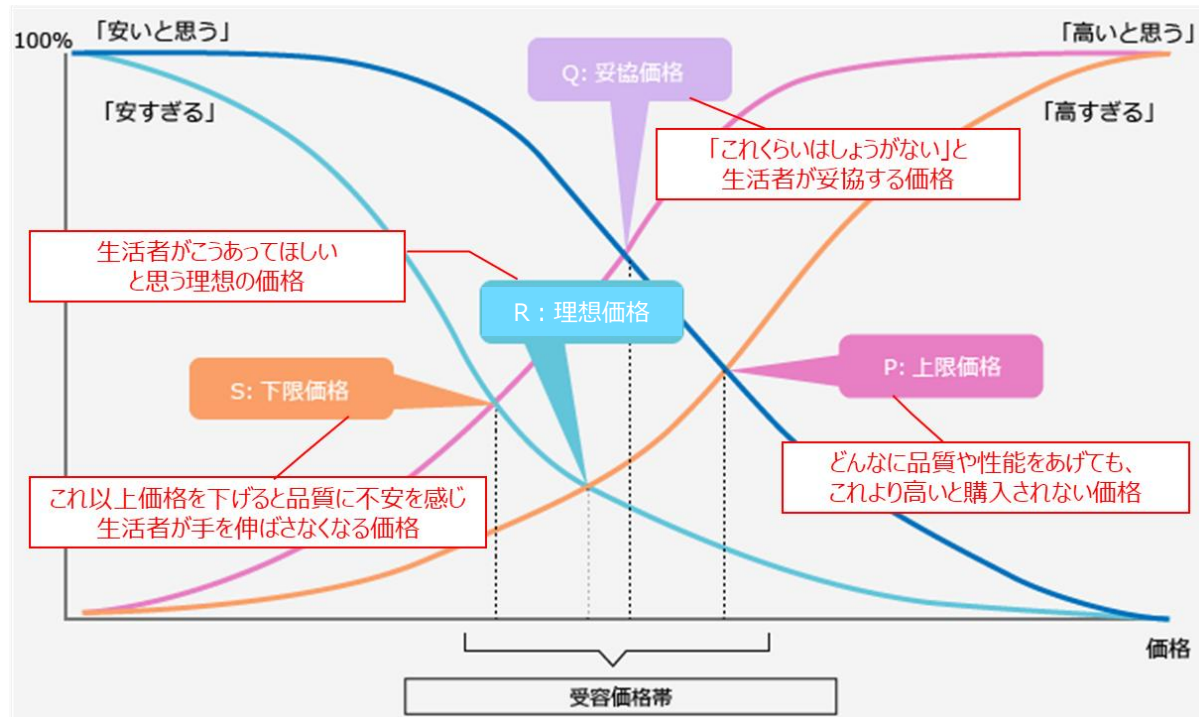 「安いと思う」
「高いと思う」
100%
Q: 妥協価格
「安すぎる」
「高すぎる」
「これくらいはしょうがない」と
生活者が妥協する価格
生活者がこうあってほしい
と思う理想の価格
R：理想価格
P: 上限価格
S: 下限価格
どんなに品質や性能をあげても、
これより高いと購入されない価格
これ以上価格を下げると品質に不安を感じ
生活者が手を伸ばさなくなる価格
価格
受容価格帯